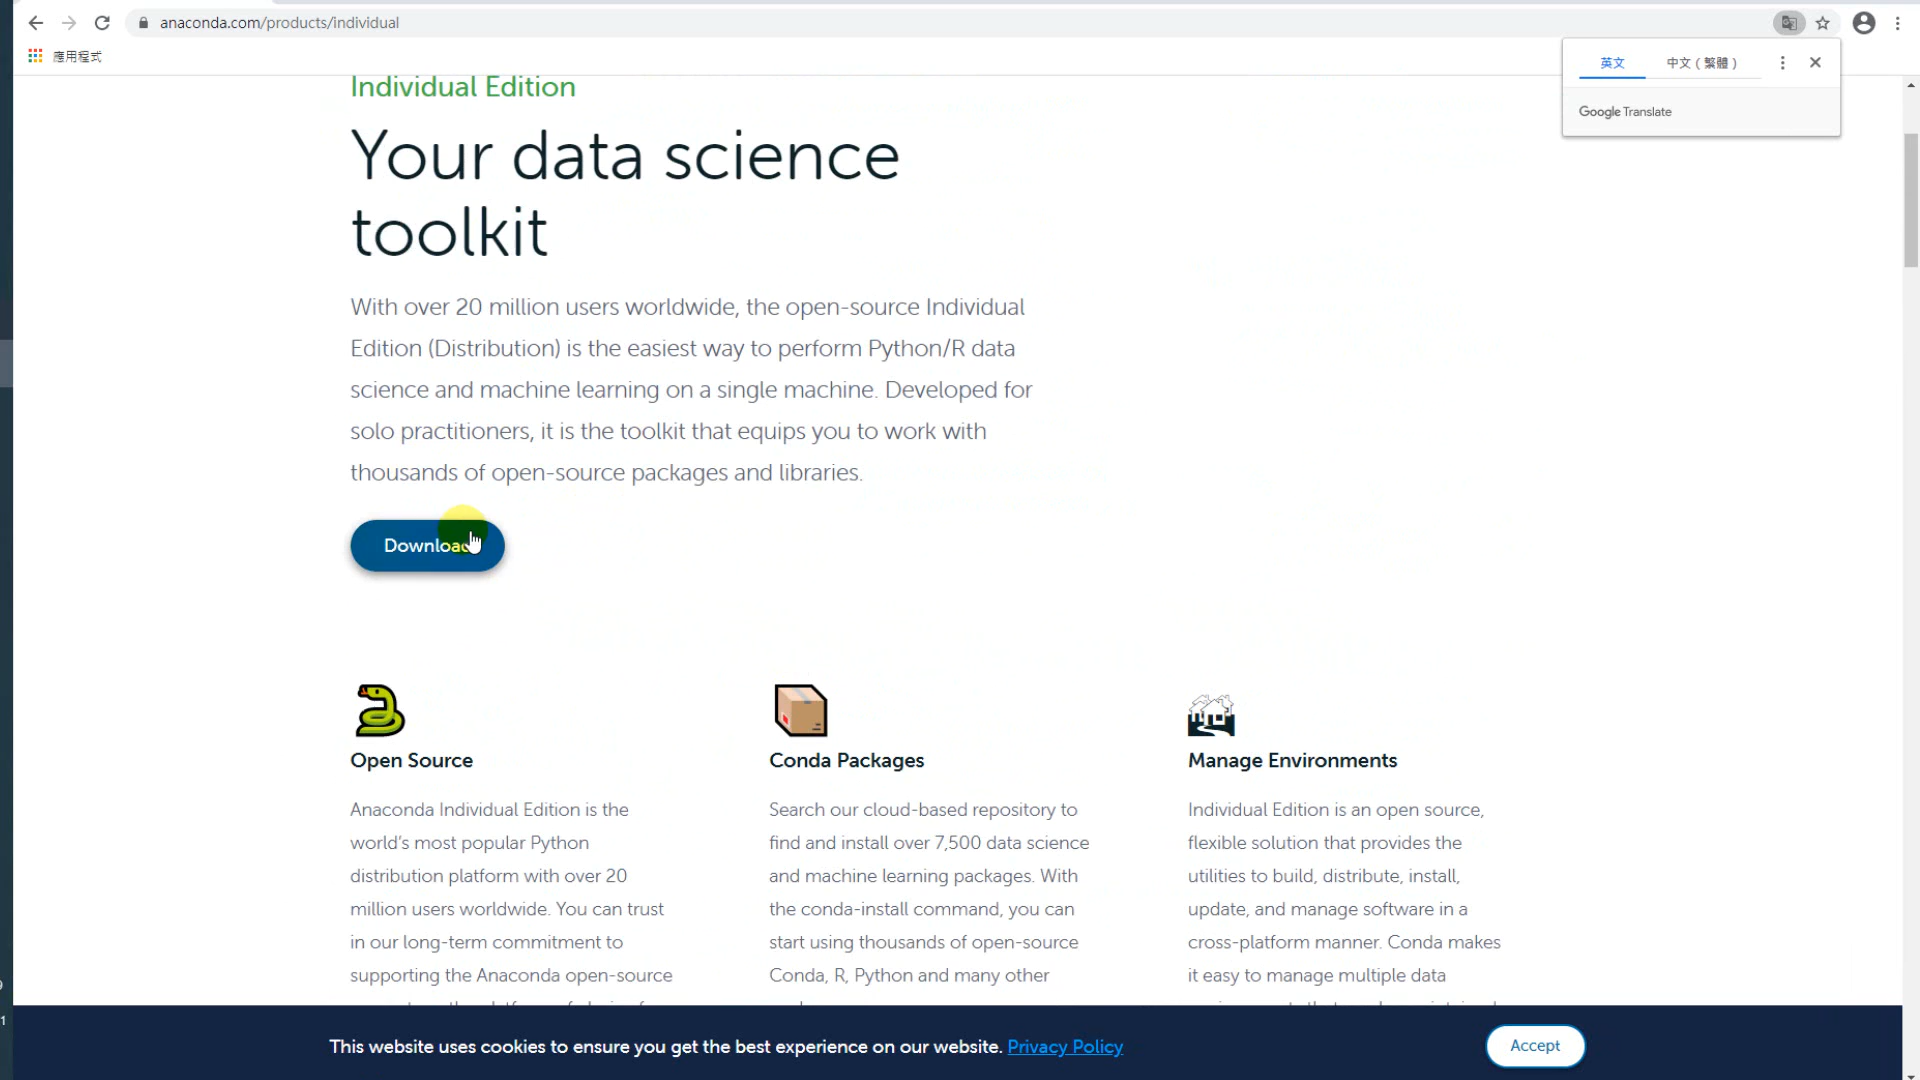 anaconda.com/products/individual
應用程式
英文
中文（繁體）
Google Translate
Individual Edition
Your data science
toolkit
With over 20 million users worldwide, the open-source Individual
Edition (Distribution) is the easiest way to perform Python/R data
science and machine learning on a single machine. Developed for
solo practitioners, it is the toolkit that equips you to work with
thousands of open-source packages and libraries.
Download
Open Source
Anaconda Individual Edition is the
world's most popular Python
distribution platform with over 20
million users worldwide. You can trust
in our long-term commitment to
supporting the Anaconda open-source
Conda Packages
Search our cloud-based repository to
find and install over 7,500 data science
and machine learning packages. With
the conda-install command, you can
start using thousands of open-source
Conda, R, Python and many other
Manage Environments
Individual Edition is an open source,
flexible solution that provides the
utilities to build, distribute, install,
update, and manage software in a
cross-platform manner. Conda makes
it easy to manage multiple data
This website uses cookies to ensure you get the best experience on our website. Privacy Policy
Accept